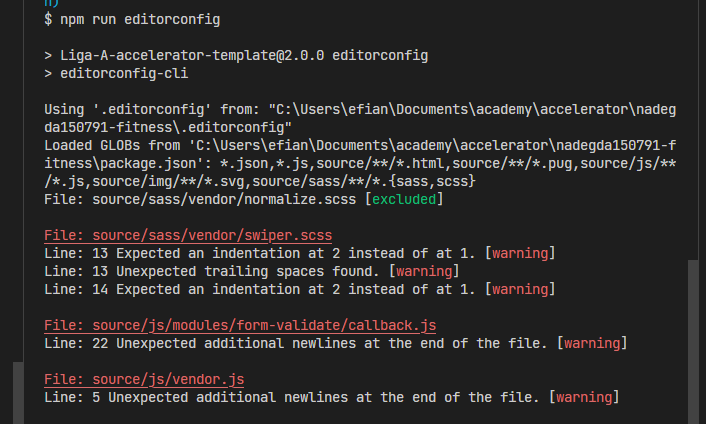 $ npm run editorconfig
> Liga-A-accelerator-template@2.0.0 editorconfig
> editorconfig-cli
Using '.editorconfig' from: "C:\Users\efian\Documents\academy\accelerator\nadeg
da150791-fitness\.editorconfig"
Loaded GLOBs from 'C:\Users\efian\Documents\academy\accelerator\nadegda150791-f
itness\package.json': *.json,*.js,source/**/*.html,source/**/*.pug,source/js/**
/*.js,source/img/**/*.svg,source/sass/**/*.{sass,scss}
File: source/sass/vendor/normalize.scss [excluded]
File: source/sass/vendor/swiper.scss
Line: 13 Expected an indentation at 2 instead of at 1. [warning]
Line: 13 Unexpected trailing spaces found. [warning]
Line: 14 Expected an indentation at 2 instead of at 1. [warning]
File: source/js/modules/form-validate/callback.js
Line: 22 Unexpected additional newlines at the end of the file. [warning]
File: source/js/vendor.js
Line: 5 Unexpected additional newlines at the end of the file. [warning]